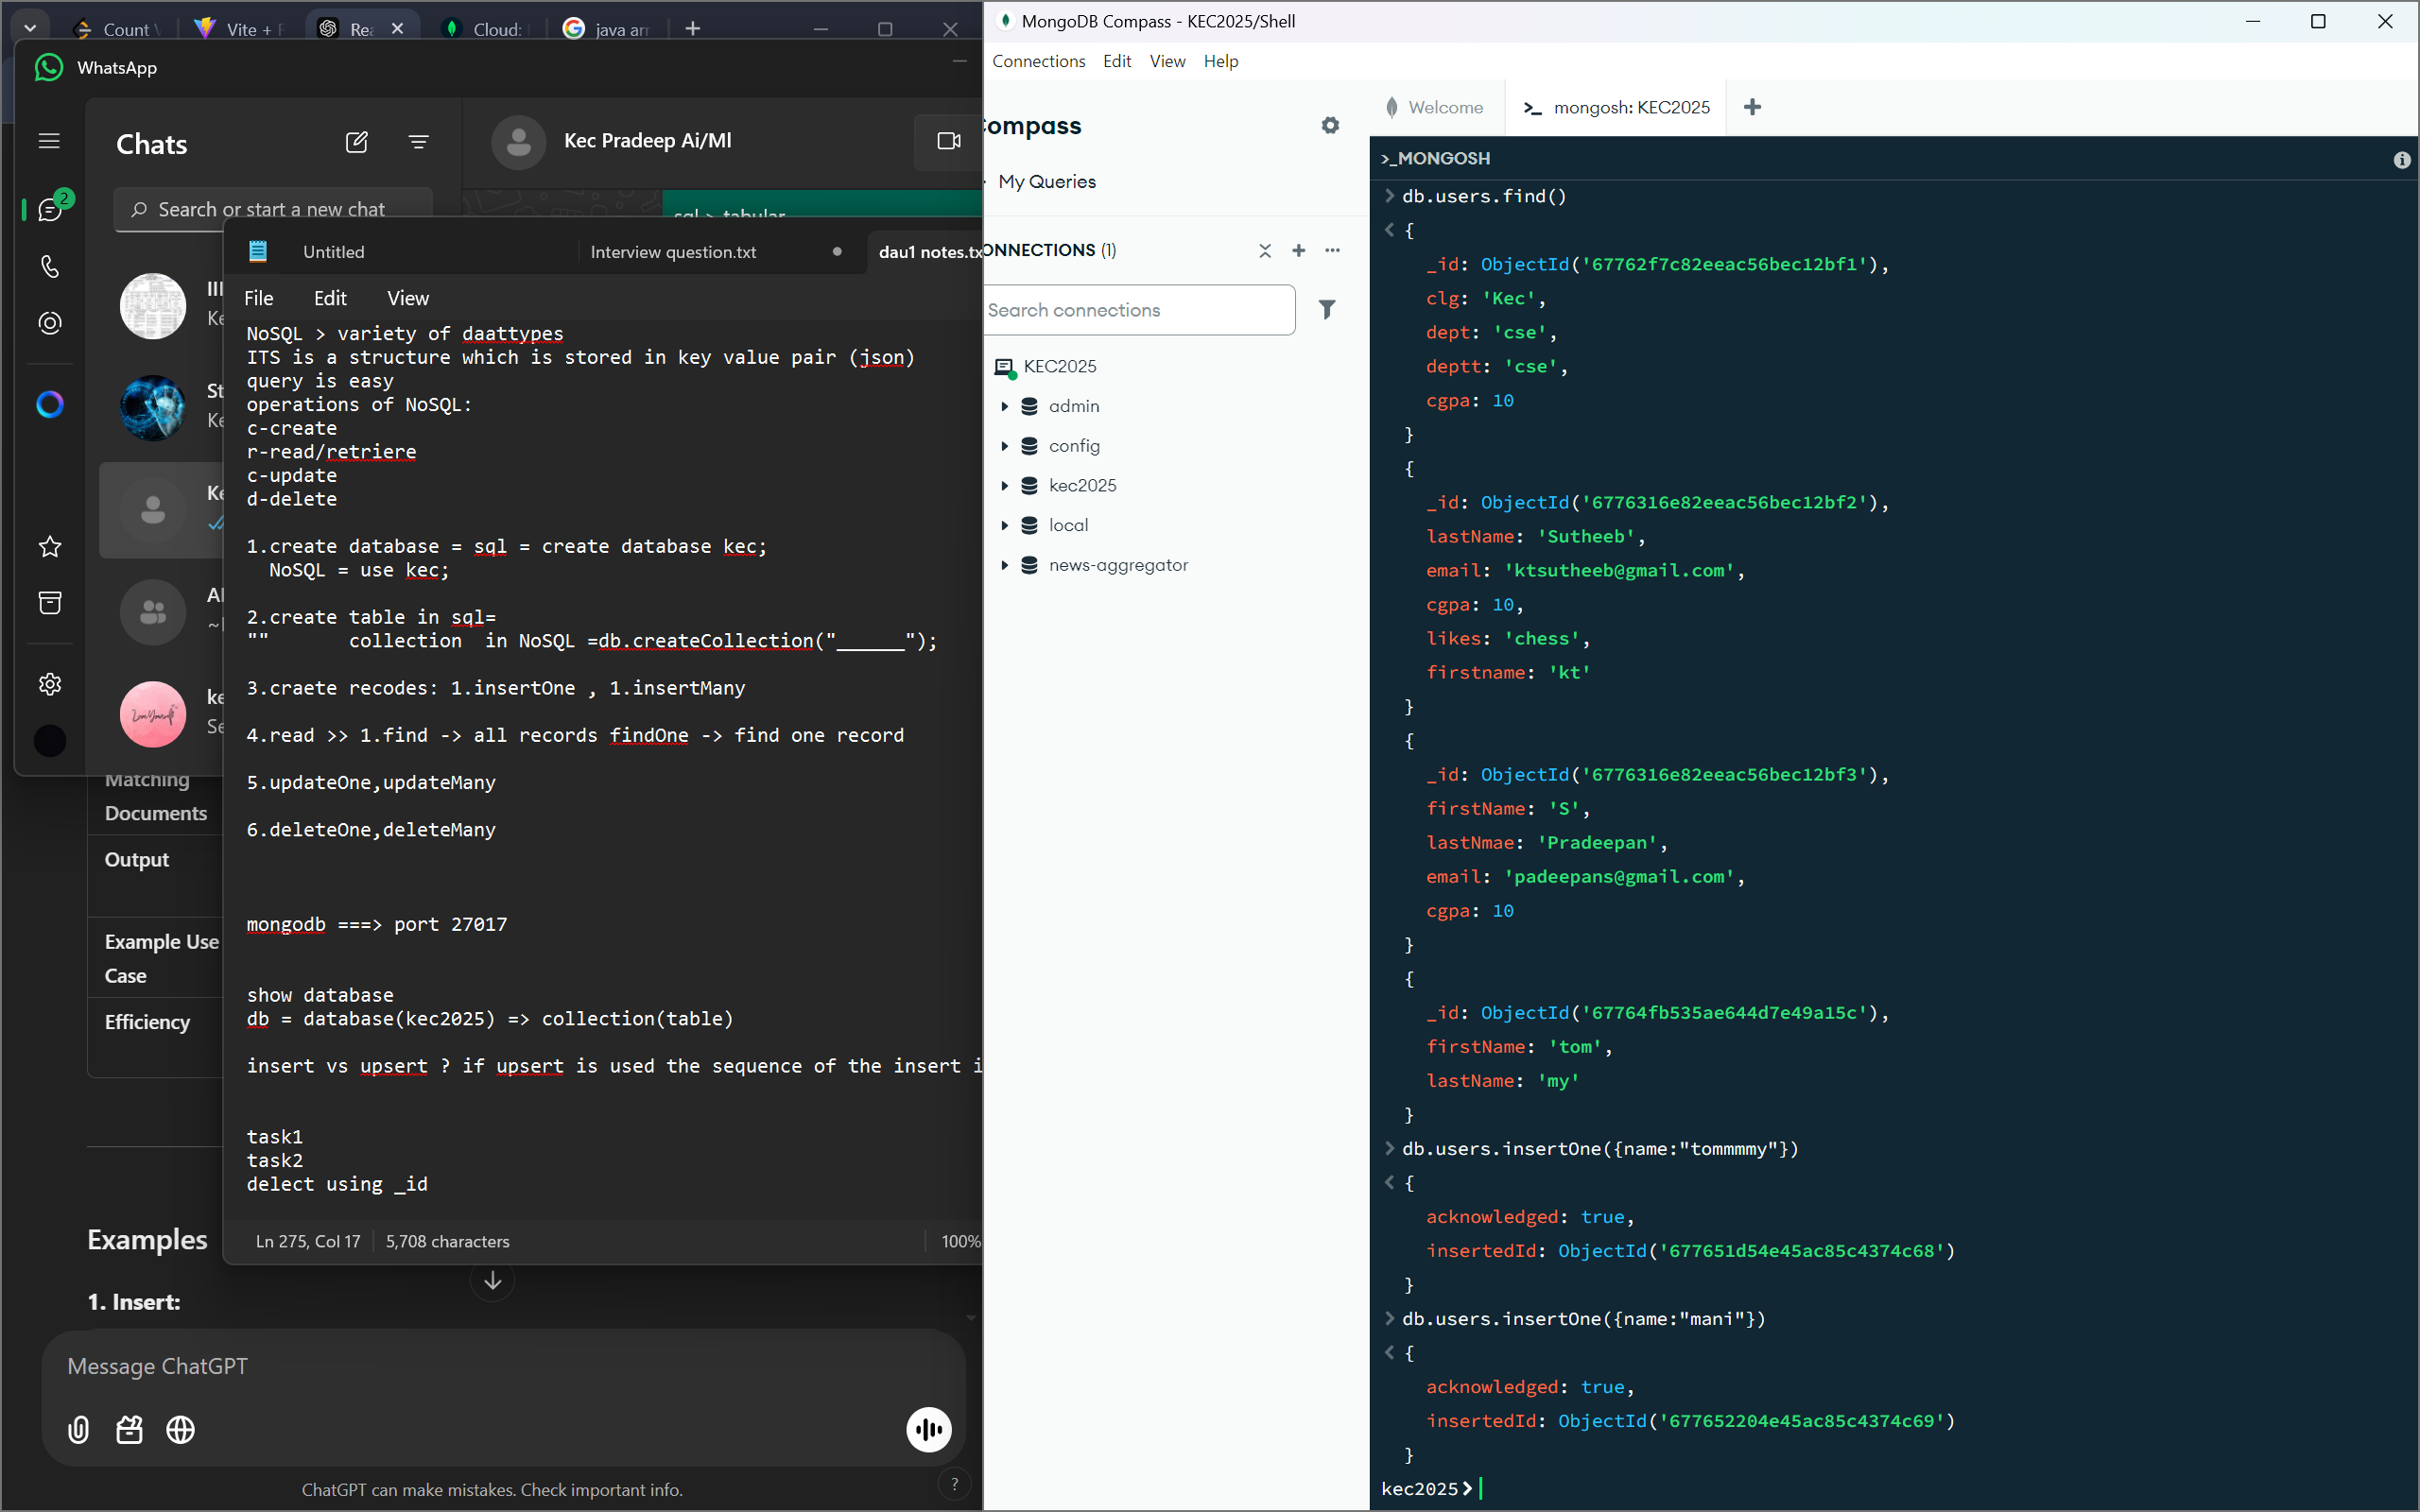 Count
Vite +
Rea
Cloud:
java arr
WhatsApp
Chats
2
Search or start a new chat
Kec Pradeep Ai/Ml
sql > tabular
III
Ke
St
Ke
Ke
Al
ke
Se
Untitled
Interview question.txt
dau1 notes.tx
File Edit View
NoSQL > variety of daattypes
ITS is a structure which is stored in key value pair (json)
query is easy
operations of NoSQL:
c-create
r-read/retriere
c-update
d-delete
1.create database = sql = create database kec;
NoSQL = use kec;
2.create table in sql=
"" collection in NoSQL =db.createCollection("______");
3.craete recodes: 1.insertOne , 1.insertMany
4.read >> 1.find -> all records findOne -> find one record
5.updateOne,updateMany
6.deleteOne,deleteMany
mongodb ===> port 27017
show database
db = database(kec2025) => collection(table)
insert vs upsert ? if upsert is used the sequence of the insert i
task1
task2
delect using _id
Ln 275, Col 17 5,708 characters 100%
Matching
Documents
Output
Example Use
Case
Efficiency
Examples
1. Insert:
Message ChatGPT
ChatGPT can make mistakes. Check important info.
?
MongoDB Compass - KEC2025/Shell
Connections Edit View Help
Compass
My Queries
ONNECTIONS (1)
Search connections
KEC2025
admin
config
kec2025
local
news-aggregator
Welcome
>_ mongosh: KEC2025
>_MONGOSH
> db.users.find()
< {
_id: ObjectId('67762f7c82eeac56bec12bf1'),
clg: 'Kec',
dept: 'cse',
deptt: 'cse',
cgpa: 10
}
{
_id: ObjectId('6776316e82eeac56bec12bf2'),
lastName: 'Sutheeb',
email: 'ktsutheeb@gmail.com',
cgpa: 10,
likes: 'chess',
firstname: 'kt'
}
{
_id: ObjectId('6776316e82eeac56bec12bf3'),
firstName: 'S',
lastNmae: 'Pradeepan',
email: 'padeepans@gmail.com',
cgpa: 10
}
{
_id: ObjectId('67764fb535ae644d7e49a15c'),
firstName: 'tom',
lastName: 'my'
}
> db.users.insertOne({name:"tommmmy"})
< {
acknowledged: true,
insertedId: ObjectId('677651d54e45ac85c4374c68')
}
> db.users.insertOne({name:"mani"})
< {
acknowledged: true,
insertedId: ObjectId('677652204e45ac85c4374c69')
}
kec2025>